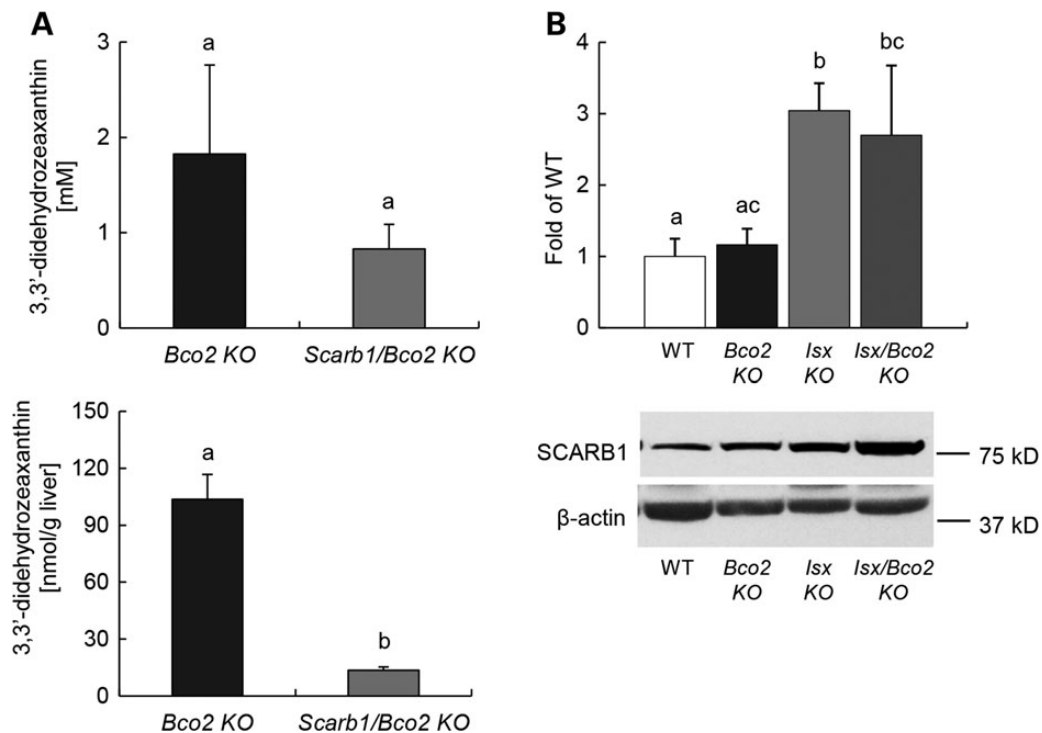 A
3,3'-didehydrozeaxanthin
[mM]
3
2
1
0
a
a
Bco2 KO
Scarb1/Bco2 KO
3,3'-didehydrozeaxanthin
[nmol/g liver]
150
120
90
60
30
0
a
b
Bco2 KO
Scarb1/Bco2 KO
B
Fold of WT
4
3
2
1
0
a
ac
b
bc
WT
Bco2
KO
Isx
KO
Isx/Bco2
KO
SCARB1
75 kD
β-actin
37 kD
WT
Bco2
KO
Isx
KO
Isx/Bco2
KO